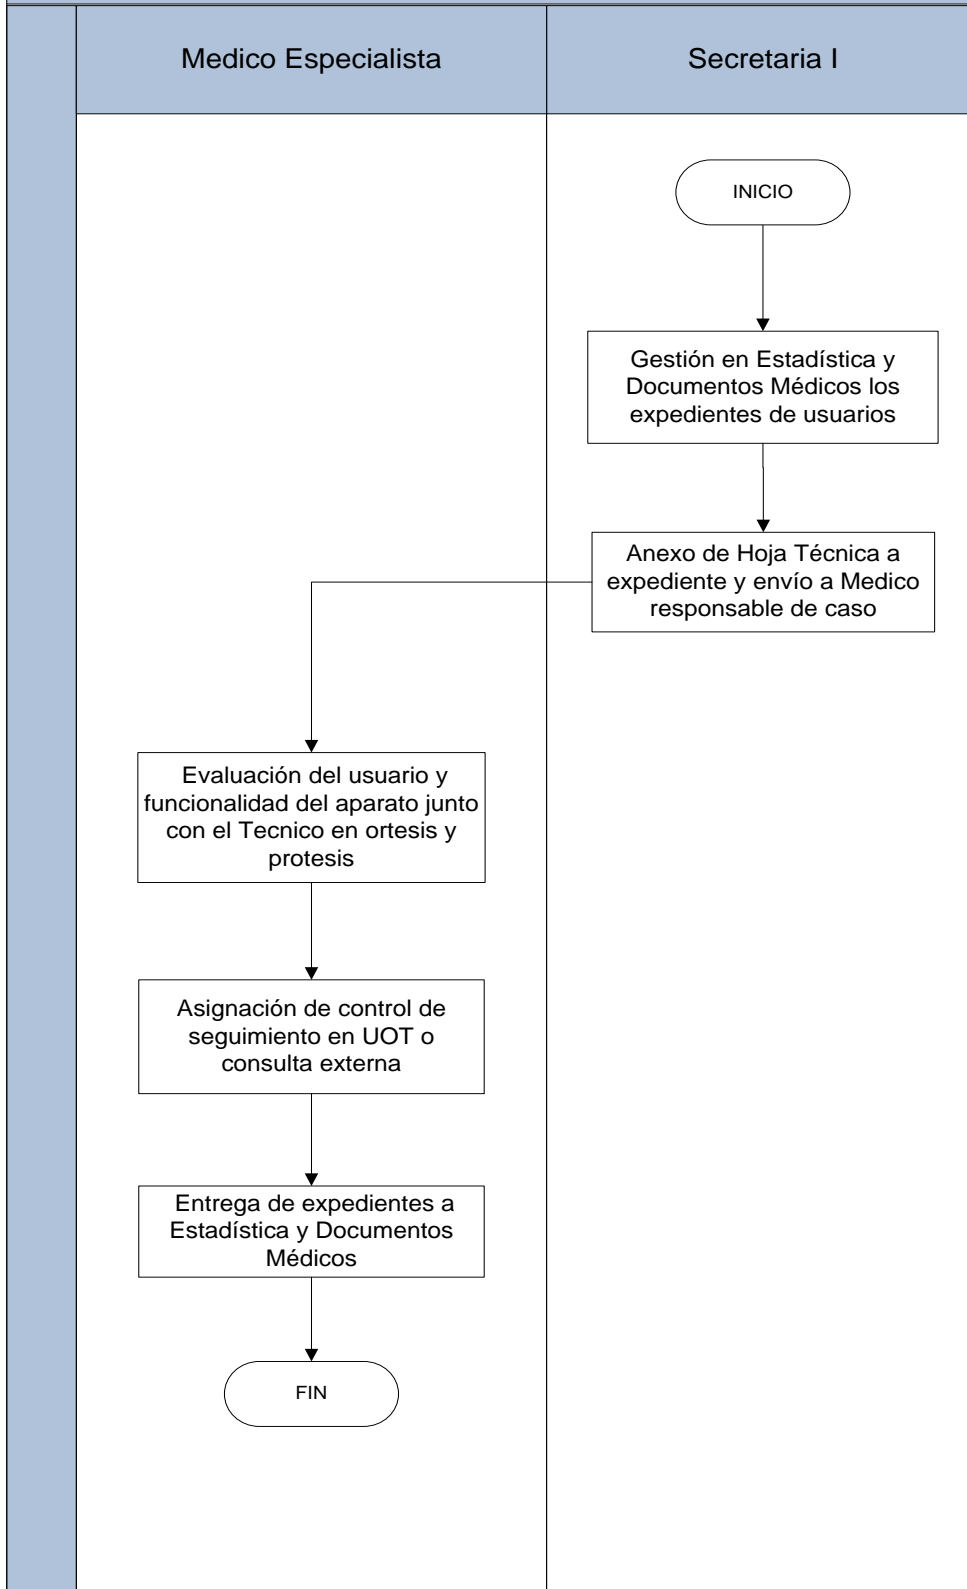 Medico Especialista
Secretaria I
INICIO
Gestión en Estadística y
Documentos Médicos los
expedientes de usuarios
Anexo de Hoja Técnica a
expediente y envío a Medico
responsable de caso
Evaluación del usuario y
funcionalidad del aparato junto
con el Tecnico en ortesis y
protesis
Asignación de control de
seguimiento en UOT o
consulta externa
Entrega de expedientes a
Estadística y Documentos
Médicos
FIN